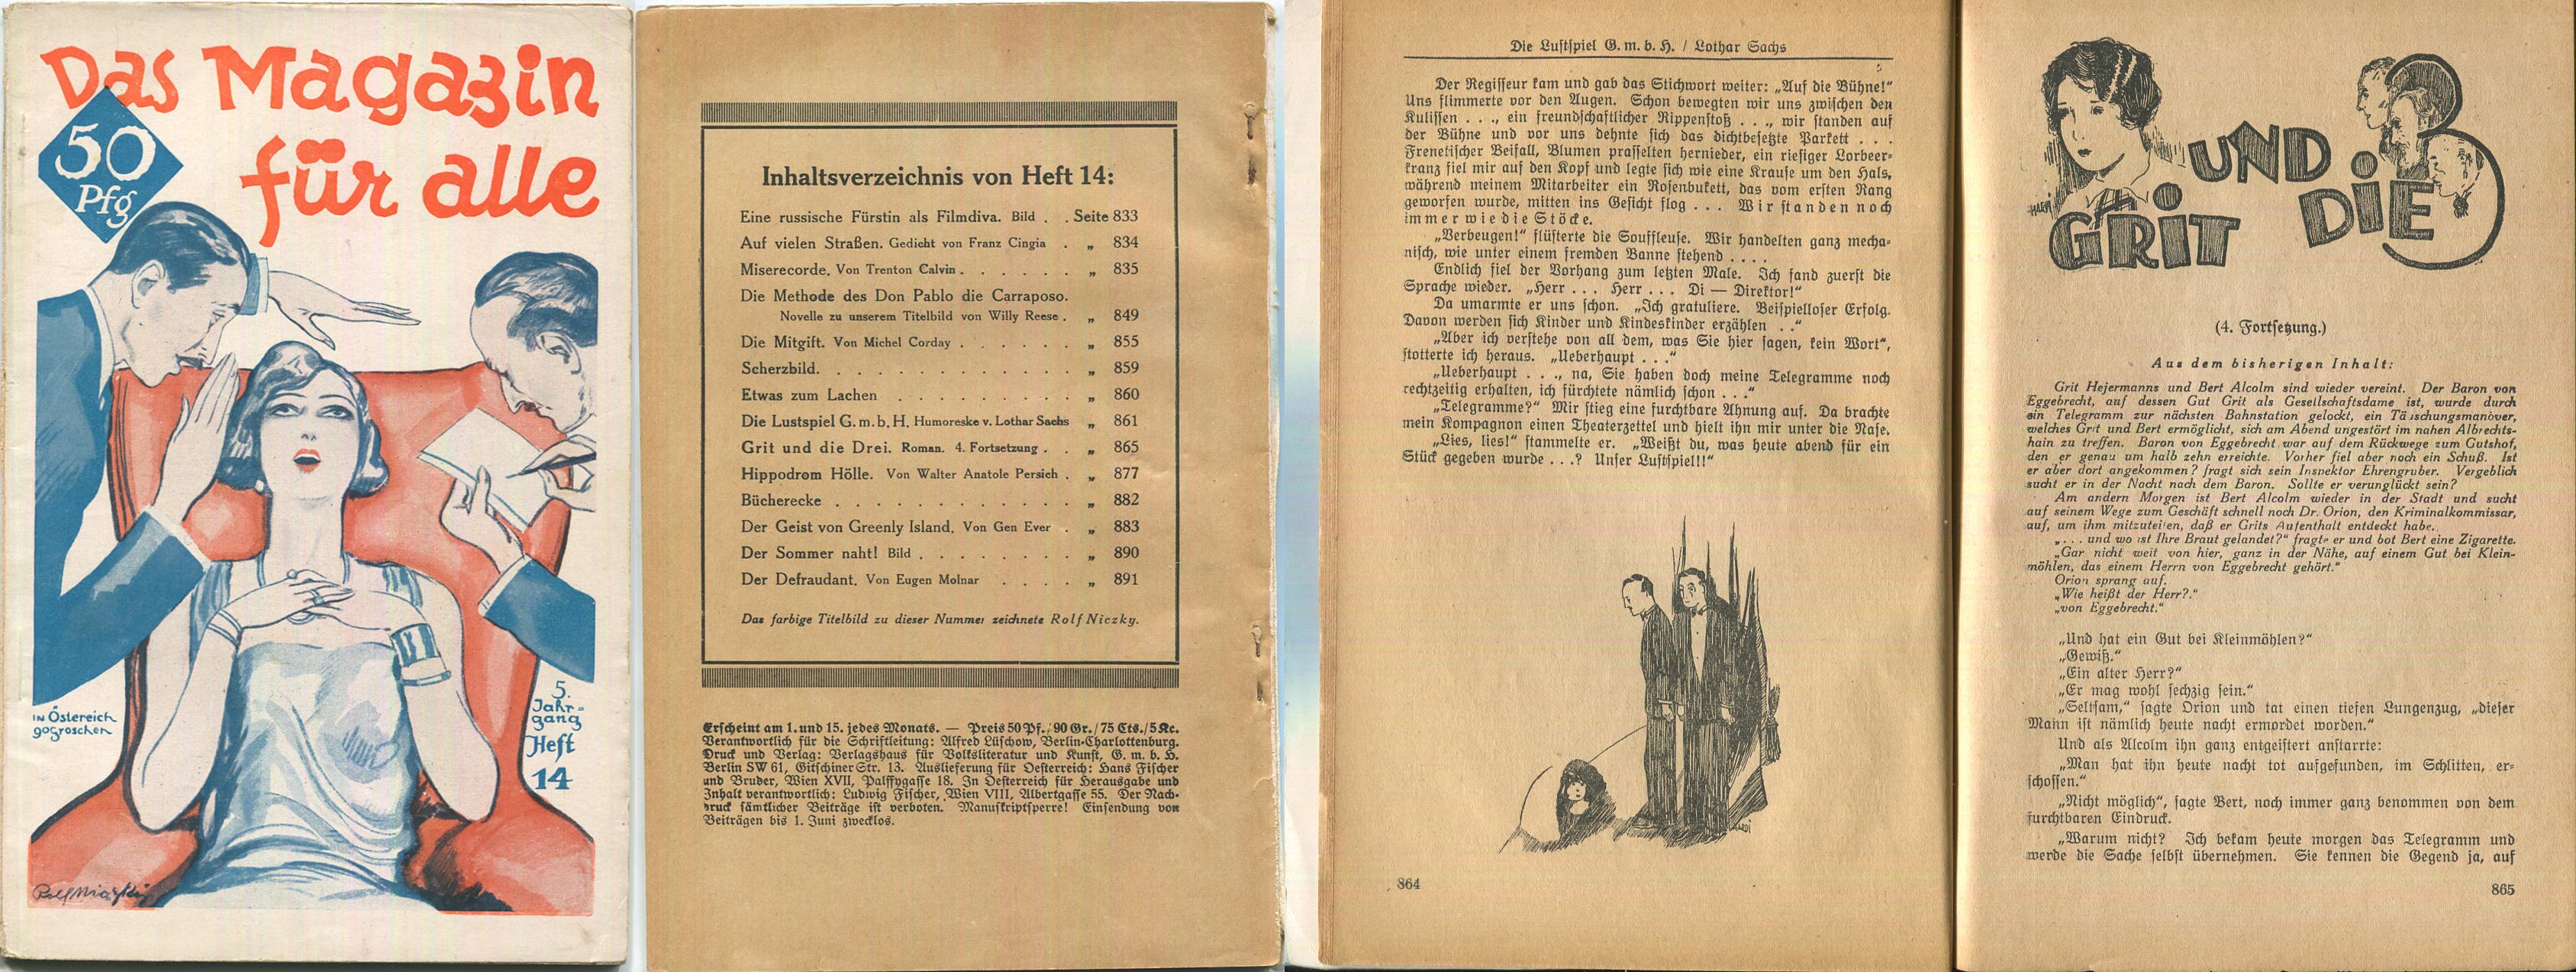 Das Magazin
für alle
50
Pfg
IN Östereich
90 Groschen
5.
Jahr=
gang
Heft
14
Inhaltsverzeichnis von Heft 14:
Eine russische Fürstin als Filmdiva. Bild . . Seite 833
Auf vielen Straßen. Gedicht von Franz Cingia . „ 834
Miserecorde. Von Trenton Calvin . . . . . . „ 835
Die Methode des Don Pablo die Carraposo.
Novelle zu unserem Titelbild von Willy Reese . „ 849
Die Mitgift. Von Michel Corday . . . . . . „ 855
Scherzbild. . . . . . . . . . . . . „ 859
Etwas zum Lachen . . . . . . . . . „ 860
Die Lustspiel G. m. b. H. Humoreske v. Lothar Sachs „ 861
Grit und die Drei. Roman. 4. Fortsetzung . . „ 865
Hippodrom Hölle. Von Walter Anatole Persich . „ 877
Bücherecke . . . . . . . . . . . . „ 882
Der Geist von Greenly Island. Von Gen Ever . „ 883
Der Sommer naht! Bild . . . . . . . . „ 890
Der Defraudant. Von Eugen Molnar . . . . „ 891
Das farbige Titelbild zu dieser Nummer zeichnete Rolf Niczky.
Erscheint am 1. und 15. jedes Monats. — Preis 50 Pf./90 Gr./75 Cts./5 Kc.
Verantwortlich für die Schriftleitung: Alfred Lüschow, Berlin-Charlottenburg.
Druck und Verlag: Verlagshaus für Volksliteratur und Kunst, G. m. b. H.
Berlin SW 61, Gitschiner Str. 13. Auslieferung für Oesterreich: Hans Fischer
und Bruder, Wien XVII, Palffygasse 18. In Oesterreich für Herausgabe und
Inhalt verantwortlich: Ludwig Fischer, Wien VIII, Albertgasse 55. Der Nach-
druck sämtlicher Beiträge ist verboten. Manuskriptsperre! Einsendung von
Beiträgen bis 1. Juni zwecklos.
Die Lustspiel G. m. b. H. / Lothar Sachs
Der Regisseur kam und gab das Stichwort weiter: „Auf die Bühne!“
Uns flimmerte vor den Augen. Schon bewegten wir uns zwischen den
Kulissen . . ., ein freundschaftlicher Rippenstoß . . ., wir standen auf
der Bühne und vor uns dehnte sich das dichtbesetzte Parkett . . .
Frenetischer Beifall, Blumen prasselten hernieder, ein riesiger Lorbeer-
kranz fiel mir auf den Kopf und legte sich wie eine Krause um den Hals,
während meinem Mitarbeiter ein Rosenbukett, das vom ersten Rang
geworfen wurde, mitten ins Gesicht flog . . . Wir standen noch
immer wie die Stöcke.
„Verbeugen!“ flüsterte die Souffleuse. Wir handelten ganz mecha-
nisch, wie unter einem fremden Banne stehend . . . .
Endlich fiel der Vorhang zum letzten Male. Ich fand zuerst die
Sprache wieder. „Herr . . . Herr . . . Di — Direktor!“
Da umarmte er uns schon. „Ich gratuliere. Beispielloser Erfolg.
Davon werden sich Kinder und Kindeskinder erzählen . .“
„Aber ich verstehe von all dem, was Sie hier sagen, kein Wort“,
stotterte ich heraus. „Ueberhaupt . . .“
„Ueberhaupt . . ., na, Sie haben doch meine Telegramme noch
rechtzeitig erhalten, ich fürchtete nämlich schon . . .“
„Telegramme?“ Mir stieg eine furchtbare Ahnung auf. Da brachte
mein Kompagnon einen Theaterzettel und hielt ihn mir unter die Nase.
„Lies, lies!“ stammelte er. „Weißt du, was heute abend für ein
Stück gegeben wurde . . .? Unser Lustspiel!!“
864
GRIT UND DIE 3
(4. Fortsetzung.)
Aus dem bisherigen Inhalt:
Grit Hejermanns und Bert Alcolm sind wieder vereint. Der Baron von
Eggebrecht, auf dessen Gut Grit als Gesellschaftsdame ist, wurde durch
ein Telegramm zur nächsten Bahnstation gelockt, ein Täuschungsmanöver,
welches Grit und Bert ermöglicht, sich am Abend ungestört im nahen Albrechts-
hain zu treffen. Baron von Eggebrecht war auf dem Rückwege zum Gutshof,
den er genau um halb zehn erreichte. Vorher fiel aber noch ein Schuß. Ist
er aber dort angekommen? fragt sich sein Inspektor Ehrengruber. Vergeblich
sucht er in der Nacht nach dem Baron. Sollte er verunglückt sein?
Am andern Morgen ist Bert Alcolm wieder in der Stadt und sucht
auf seinem Wege zum Geschäft schnell noch Dr. Orion, den Kriminalkommissar,
auf, um ihm mitzuteilen, daß er Grits Aufenthalt entdeckt habe.
„. . . und wo ist Ihre Braut gelandet?“ fragte er und bot Bert eine Zigarette.
„Gar nicht weit von hier, ganz in der Nähe, auf einem Gut bei Klein-
möhlen, das einem Herrn von Eggebrecht gehört.“
Orion sprang auf.
„Wie heißt der Herr?.“
„von Eggebrecht.“
„Und hat ein Gut bei Kleinmöhlen?“
„Gewiß.“
„Ein alter Herr?“
„Er mag wohl sechzig sein.“
„Seltsam,“ sagte Orion und tat einen tiefen Lungenzug, „dieser
Mann ist nämlich heute nacht ermordet worden.“
Und als Alcolm ihn ganz entgeistert anstarrte:
„Man hat ihn heute nacht tot aufgefunden, im Schlitten, er-
schossen.“
„Nicht möglich“, sagte Bert, noch immer ganz benommen von dem
furchtbaren Eindruck.
„Warum nicht? Ich bekam heute morgen das Telegramm und
werde die Sache selbst übernehmen. Sie kennen die Gegend ja, auf
865